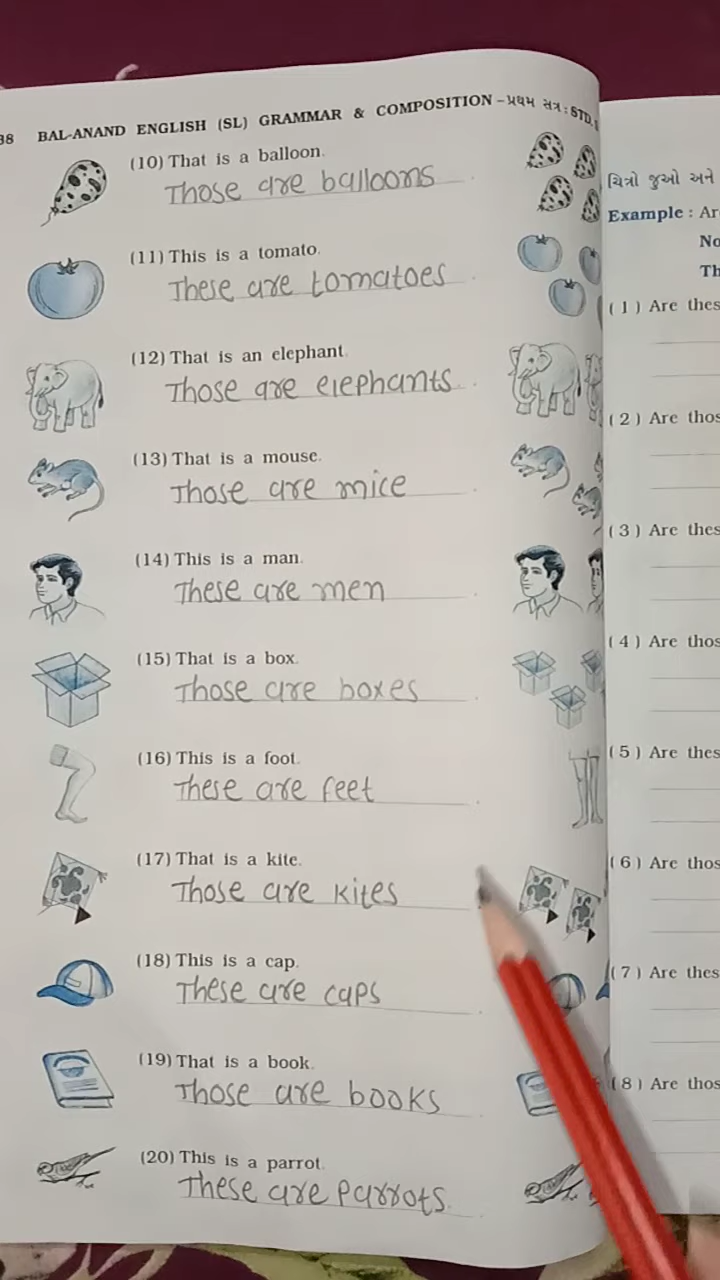 38 BAL-ANAND ENGLISH (SL) GRAMMAR & COMPOSITION – પ્રથમ સત્ર : STD.
(10) That is a balloon.
Those are balloons
(11) This is a tomato.
These are tomatoes
(12) That is an elephant.
Those are elephants.
(13) That is a mouse.
Those are mice
(14) This is a man.
These are men
(15) That is a box.
Those are boxes
(16) This is a foot.
These are feet
(17) That is a kite.
Those are kites
(18) This is a cap.
These are caps
(19) That is a book.
Those are books
(20) This is a parrot.
These are parrots.
ચિત્રો જુઓ અને
Example : Ar
No
Th
(1) Are thes
(2) Are thos
(3) Are thes
(4) Are thos
(5) Are thes
(6) Are thos
(7) Are thes
(8) Are thos